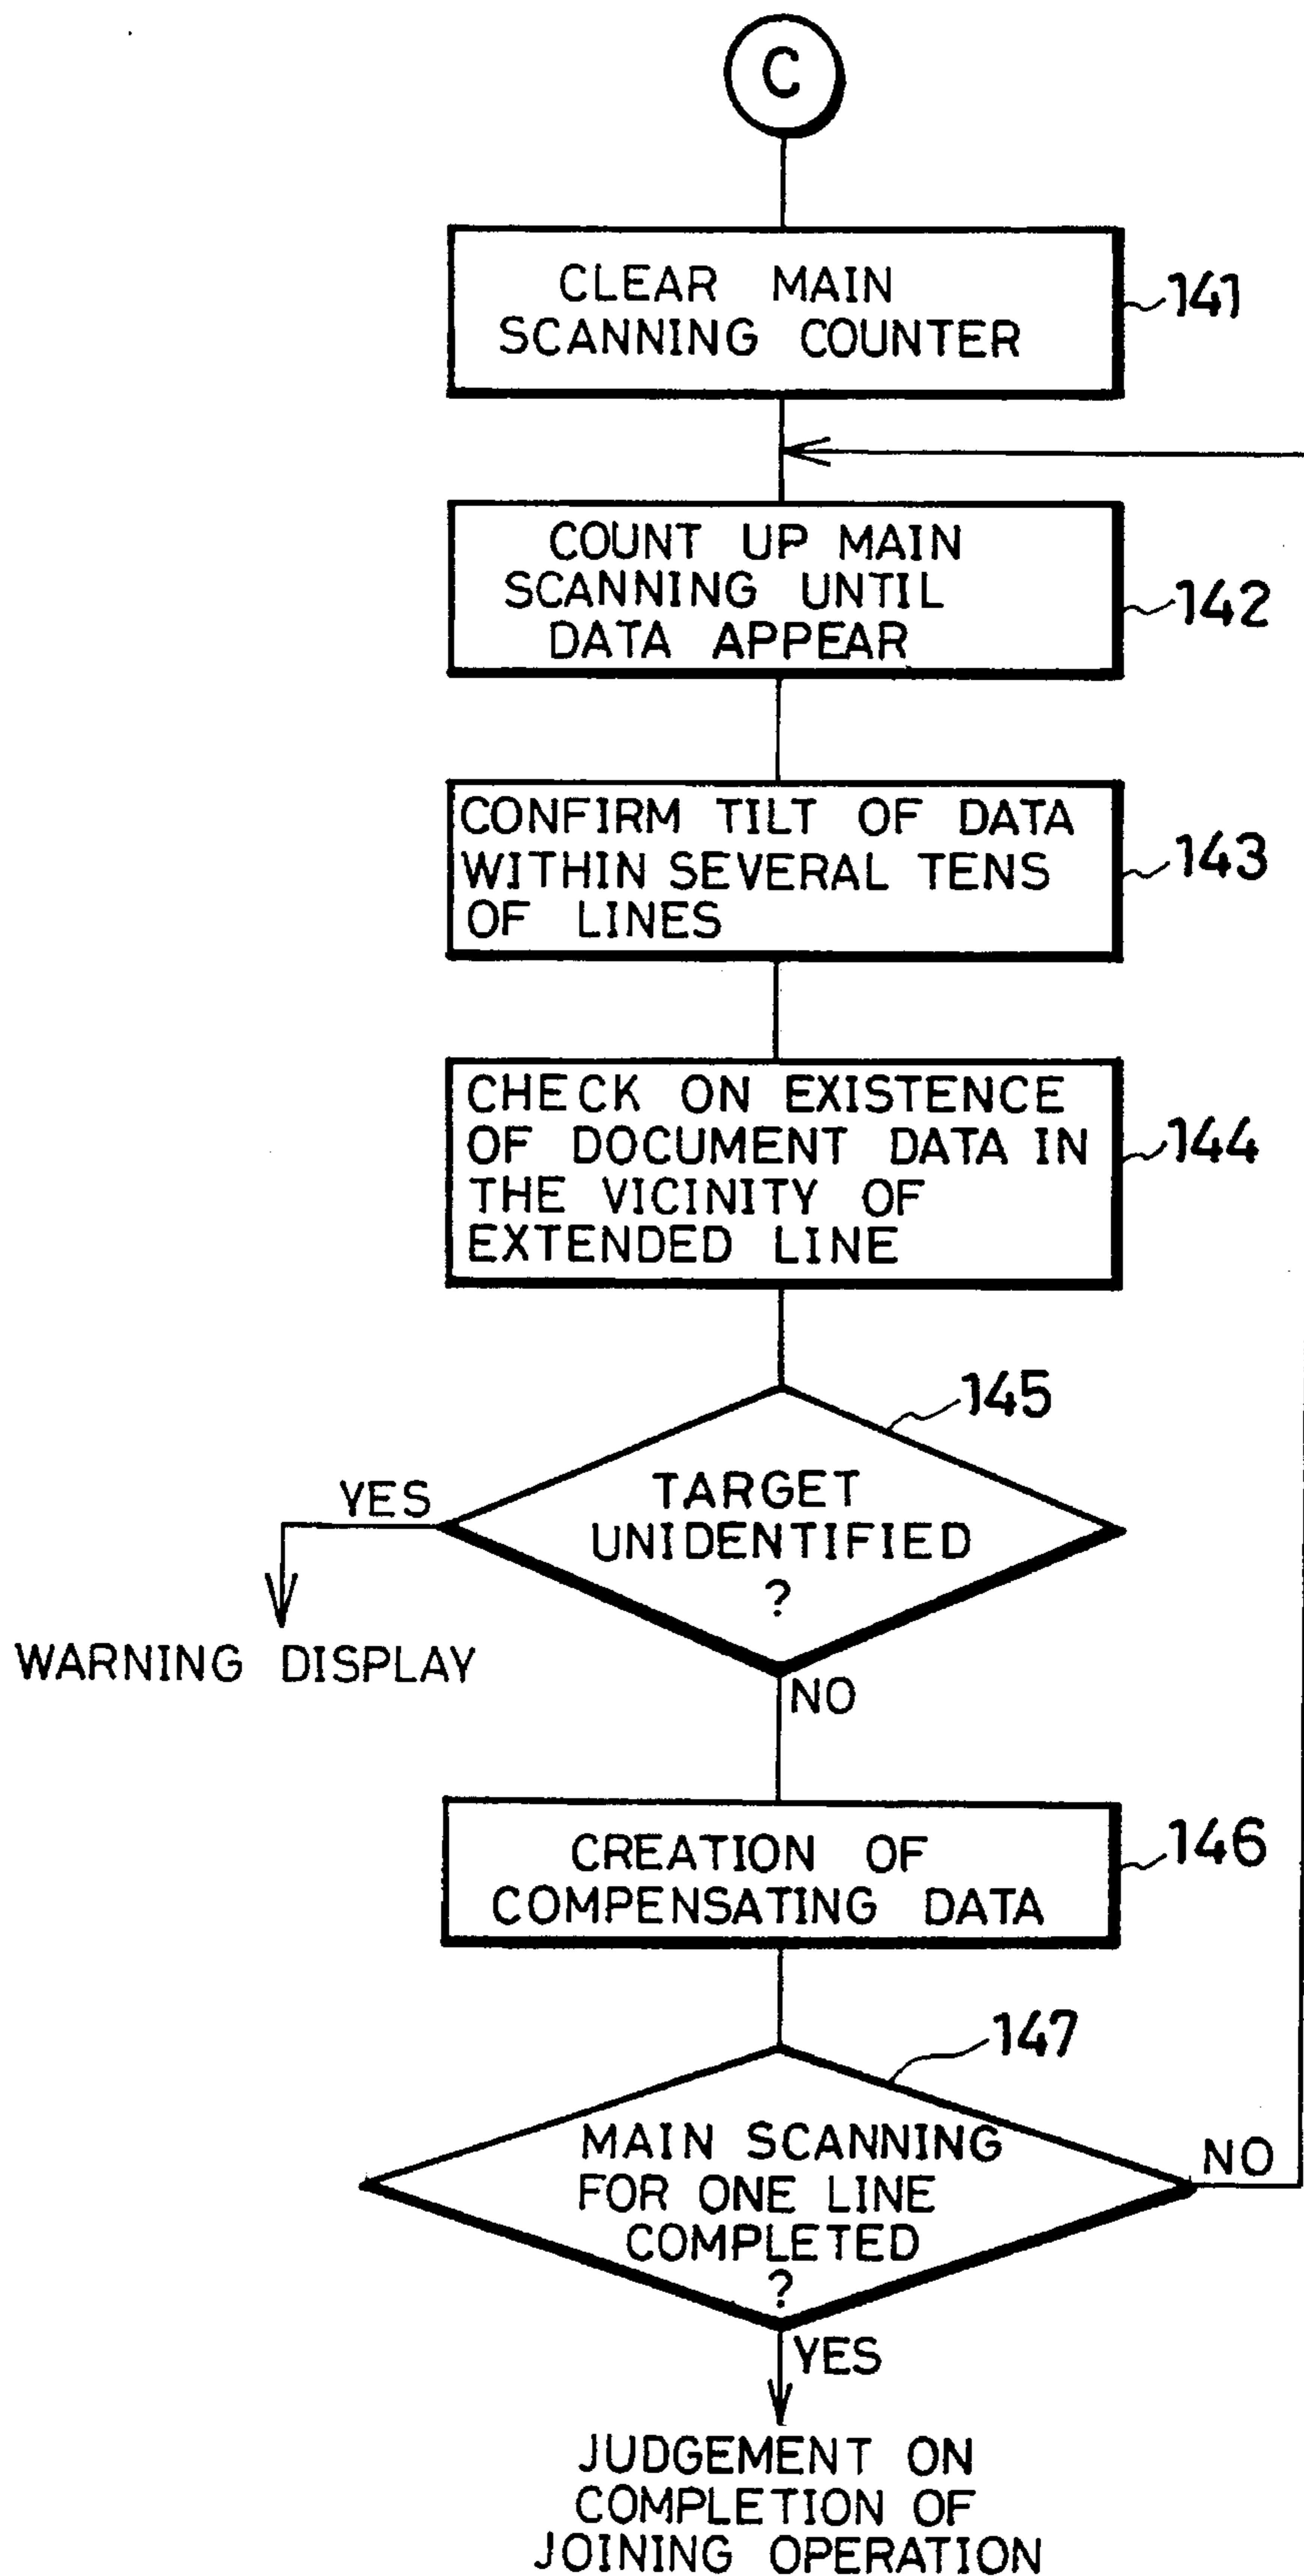 C
CLEAR MAIN
SCANNING COUNTER
141
COUNT UP MAIN
SCANNING UNTIL
DATA APPEAR
142
CONFIRM TILT OF DATA
WITHIN SEVERAL TENS
OF LINES
143
CHECK ON EXISTENCE
OF DOCUMENT DATA IN
THE VICINITY OF
EXTENDED LINE
144
145
TARGET
UNIDENTIFIED
?
YES
WARNING DISPLAY
NO
CREATION OF
COMPENSATING DATA
146
147
MAIN SCANNING
FOR ONE LINE
COMPLETED
?
NO
YES
JUDGEMENT ON
COMPLETION OF
JOINING OPERATION